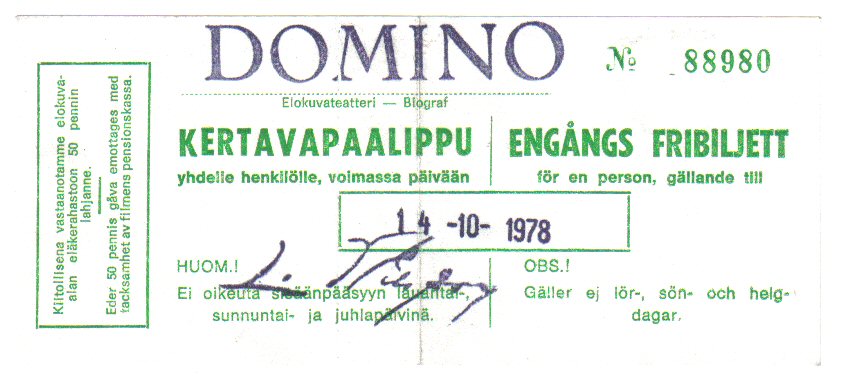 DOMINO
№ 88980
Elokuvateatteri — Biograf
KERTAVAPAALIPPU
yhdelle henkilölle, voimassa päivään
ENGÅNGS FRIBILJETT
för en person, gällande till
14 -10- 1978
HUOM.!
Ei oikeuta sisäänpääsyyn lauantai-,
sunnuntai- ja juhlapäivinä.
OBS.!
Gäller ej lör-, sön- och helg-
dagar.
Kiitollisena vastaanotamme elokuva-
alan eläkerahastoon 50 pennin
lahjanne.
Eder 50 pennis gåva emottages med
tacksamhet av filmens pensionskassa.